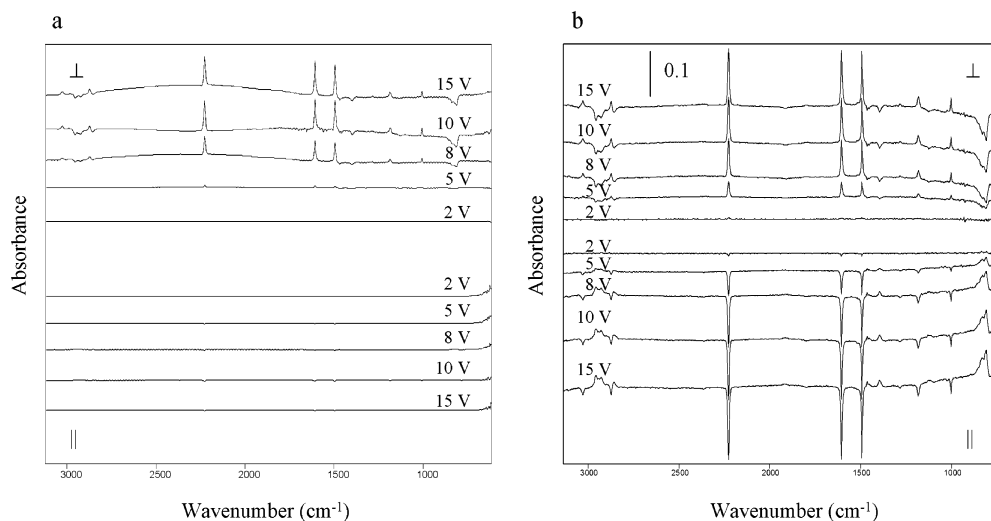 a
⊥
15 V
10 V
8 V
5 V
2 V
2 V
5 V
8 V
10 V
15 V
||
Absorbance
3000 2500 2000 1500 1000
Wavenumber (cm-1)
b
0.1
⊥
15 V
10 V
8 V
5 V
2 V
2 V
5 V
8 V
10 V
15 V
||
Absorbance
3000 2500 2000 1500 1000
Wavenumber (cm-1)